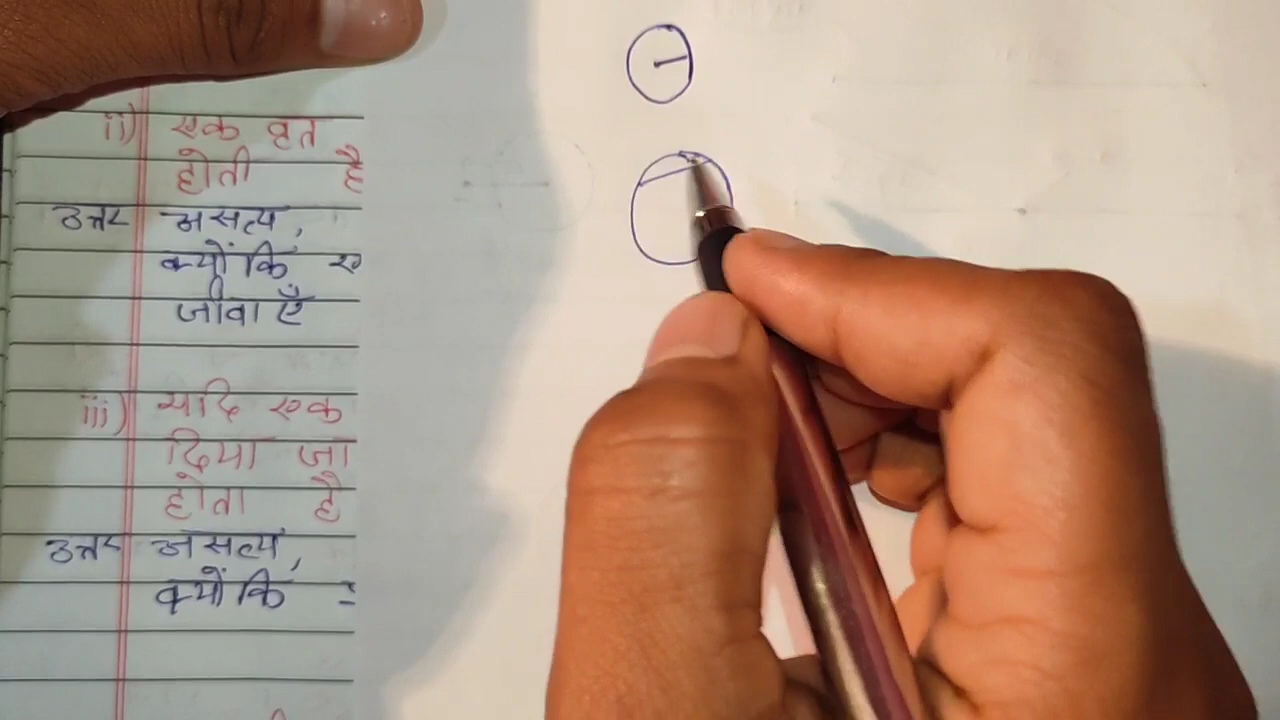 ii) एक वृत
होती है
उत्तर असत्य,
क्योंकि ए
जीवाएँ
iii) यदि एक
दिया जा
होता है
उत्तर असत्य,
क्योंकि